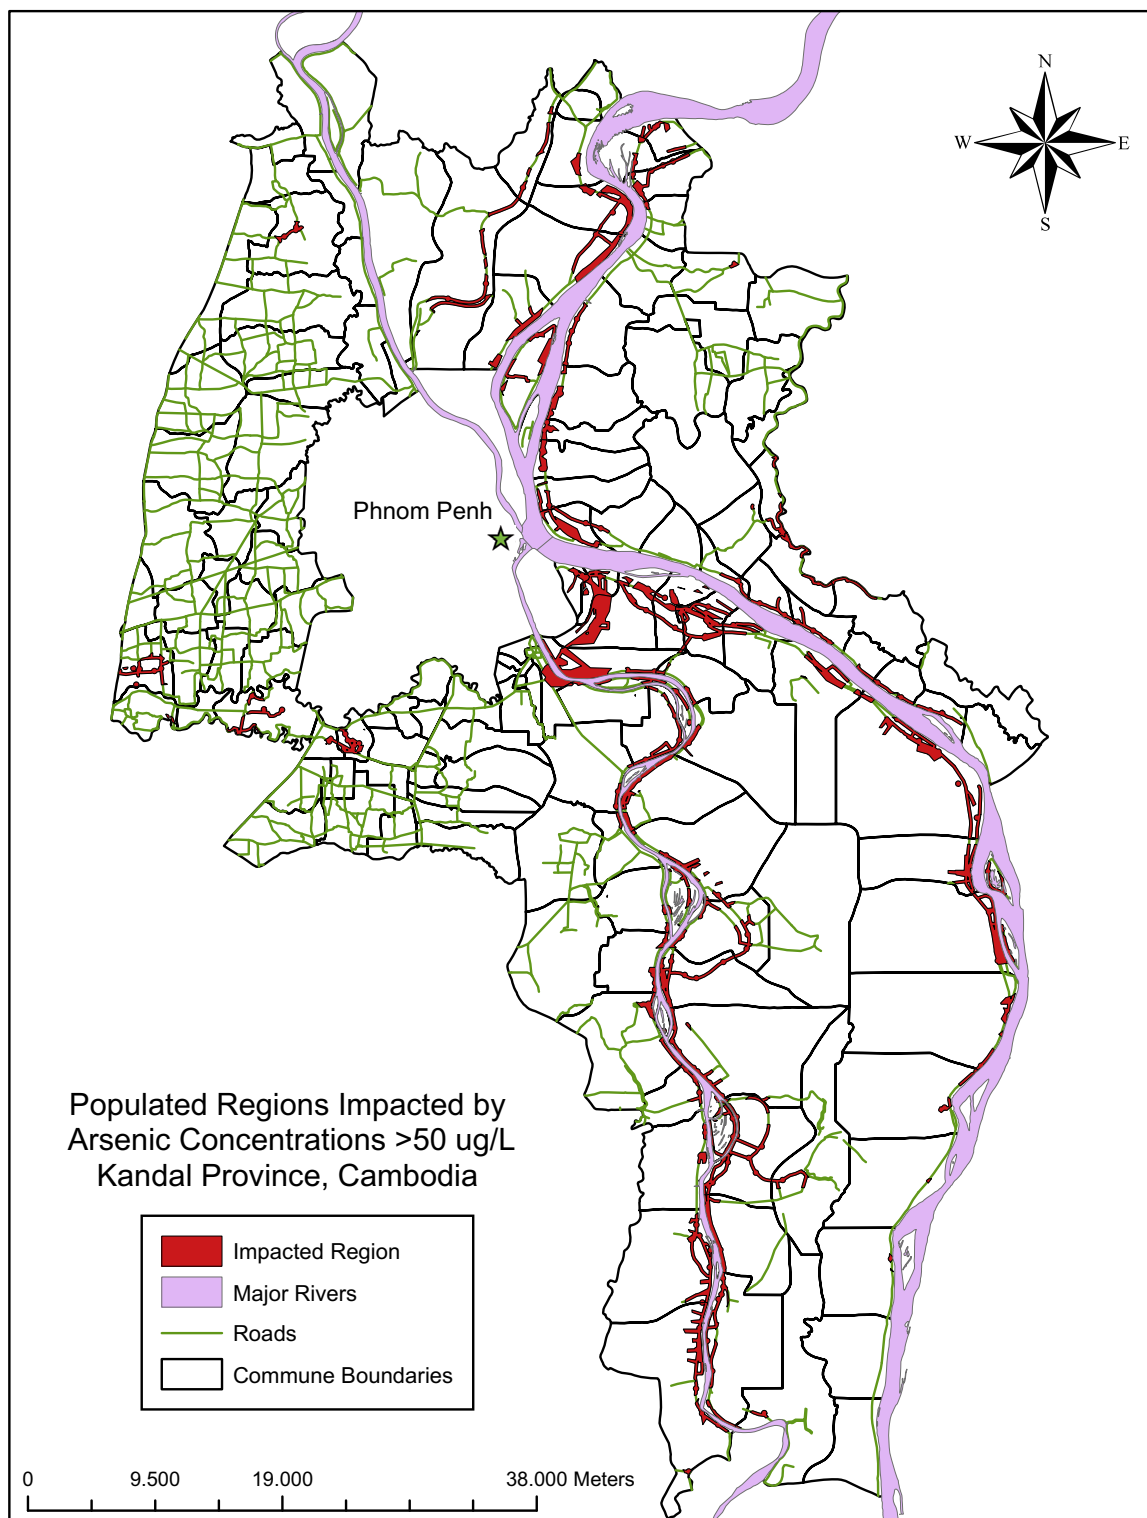 N
W E
S
Phnom Penh
Populated Regions Impacted by
Arsenic Concentrations >50 ug/L
Kandal Province, Cambodia
Impacted Region
Major Rivers
Roads
Commune Boundaries
0 9.500 19.000 38.000 Meters